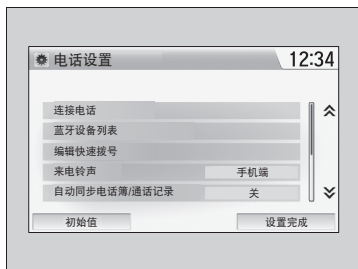 电话设置 12:34
连接电话
蓝牙设备列表
编辑快速拨号
来电铃声 手机端
自动同步电话簿/通话记录 关
初始值 设置完成